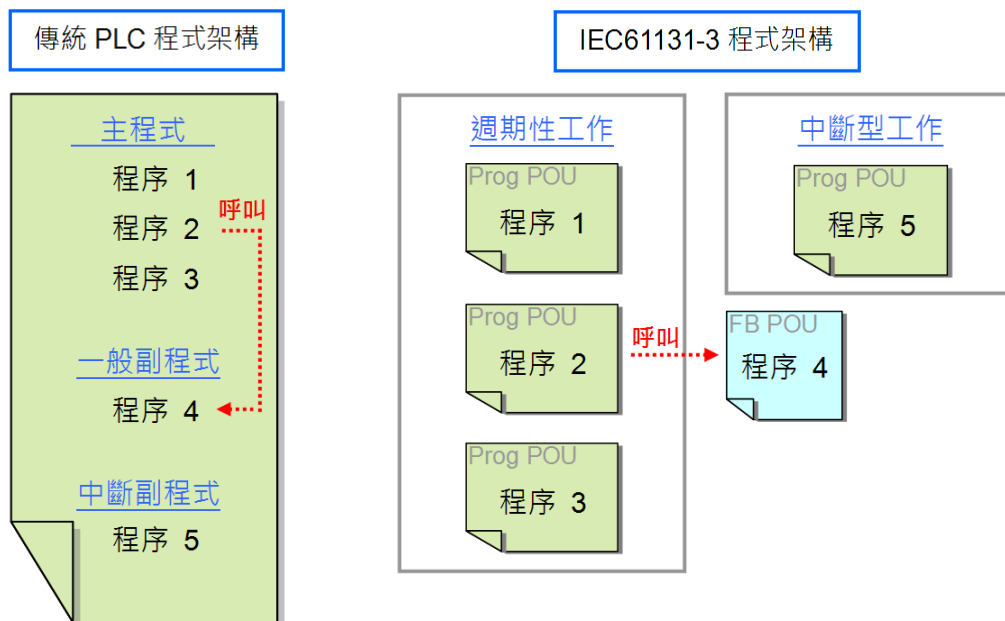 傳統 PLC 程式架構
主程式
程序 1
程序 2
呼叫
程序 3
一般副程式
程序 4
中斷副程式
程序 5
IEC61131-3 程式架構
週期性工作
Prog POU
程序 1
Prog POU
程序 2
呼叫
Prog POU
程序 3
中斷型工作
Prog POU
程序 5
FB POU
程序 4